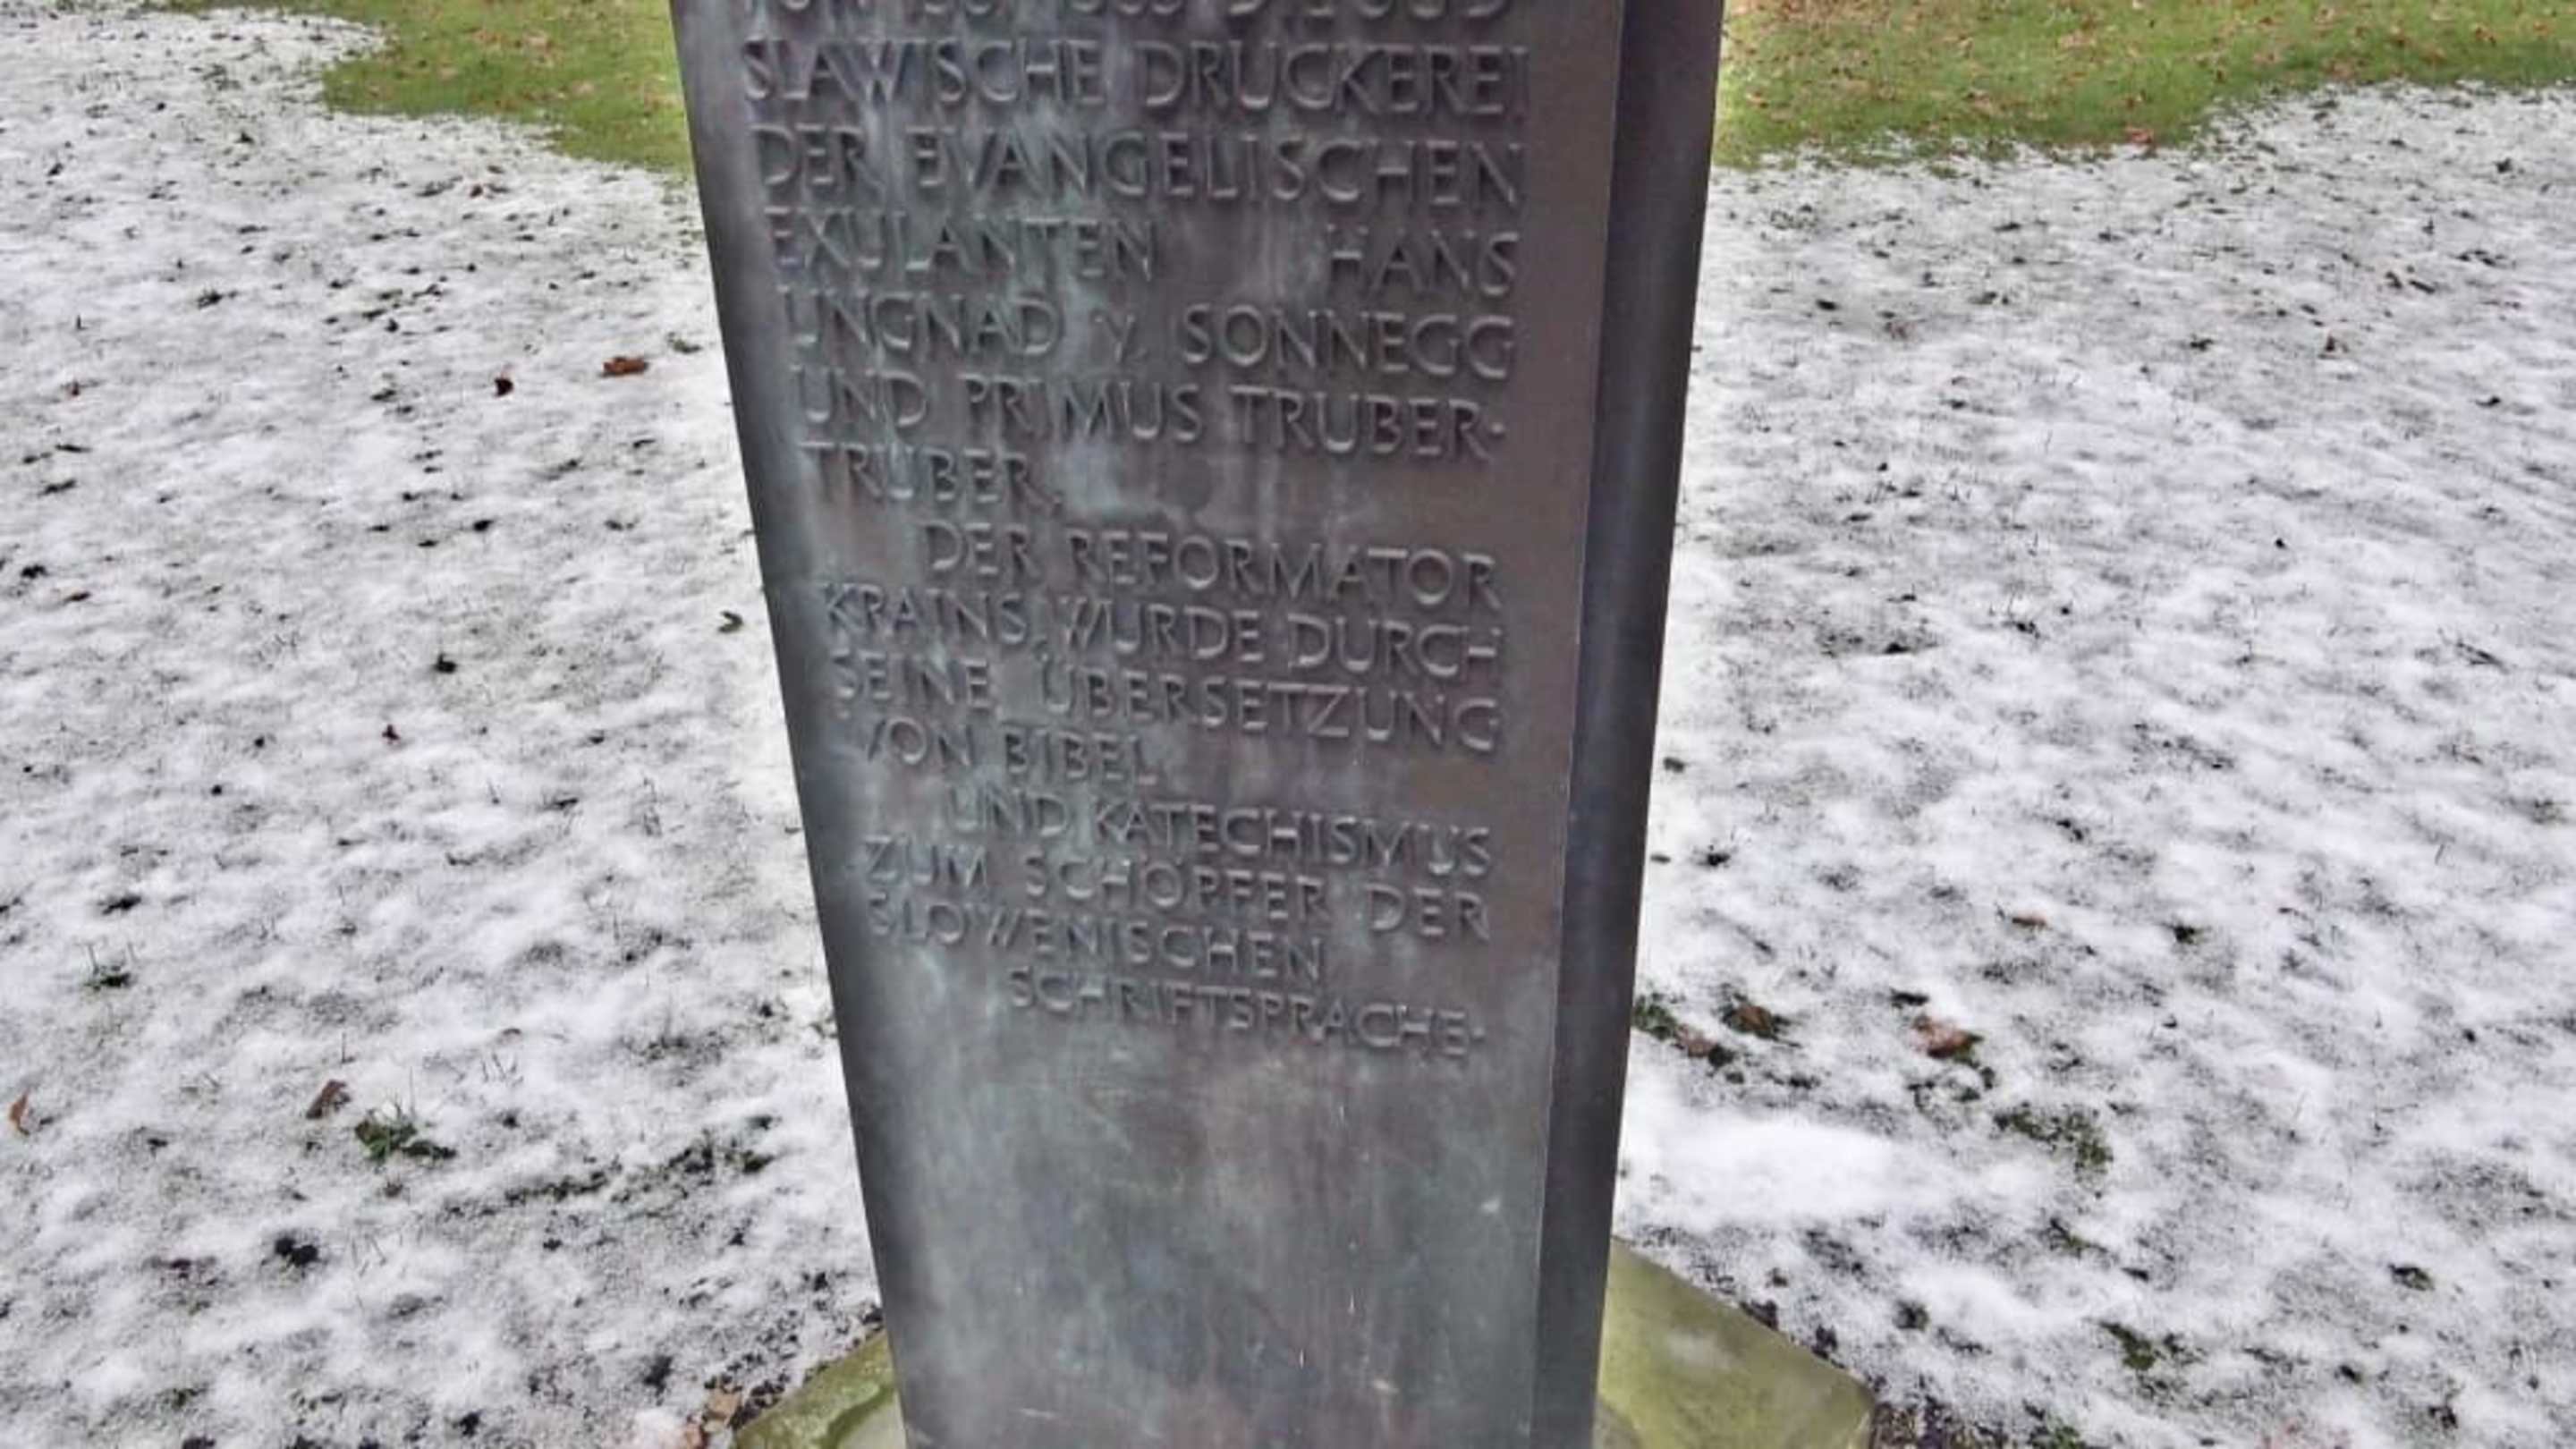 SLAWISCHE DRUCKEREI
DER EVANGELISCHEN
EXULANTEN HANS
UNGNAD V. SONNEGG
UND PRIMUS TRUBER·
TRUBER,
DER REFORMATOR
KRAINS, WURDE DURCH
SEINE ÜBERSETZUNG
VON BIBEL
UND KATECHISMUS
ZUM SCHÖPFER DER
SLOWENISCHEN
SCHRIFTSPRACHE·